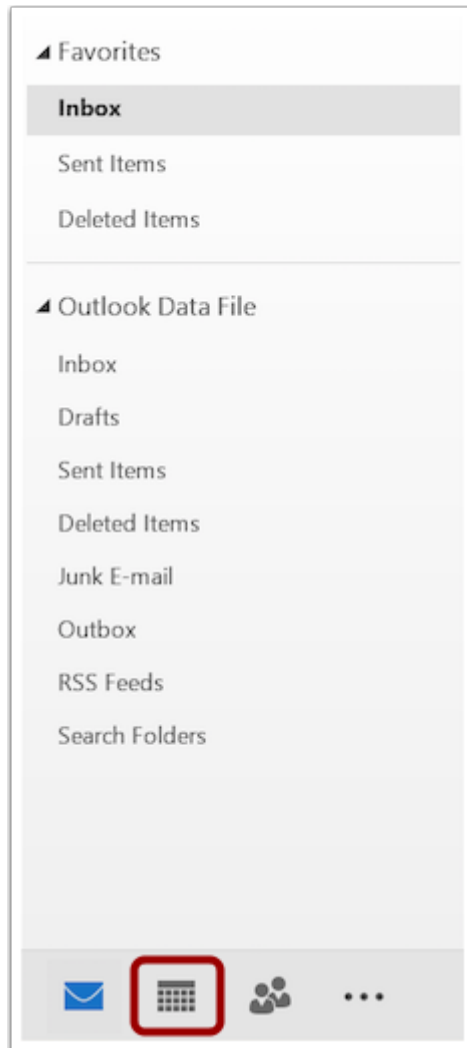 Favorites
Inbox
Sent Items
Deleted Items
Outlook Data File
Inbox
Drafts
Sent Items
Deleted Items
Junk E-mail
Outbox
RSS Feeds
Search Folders